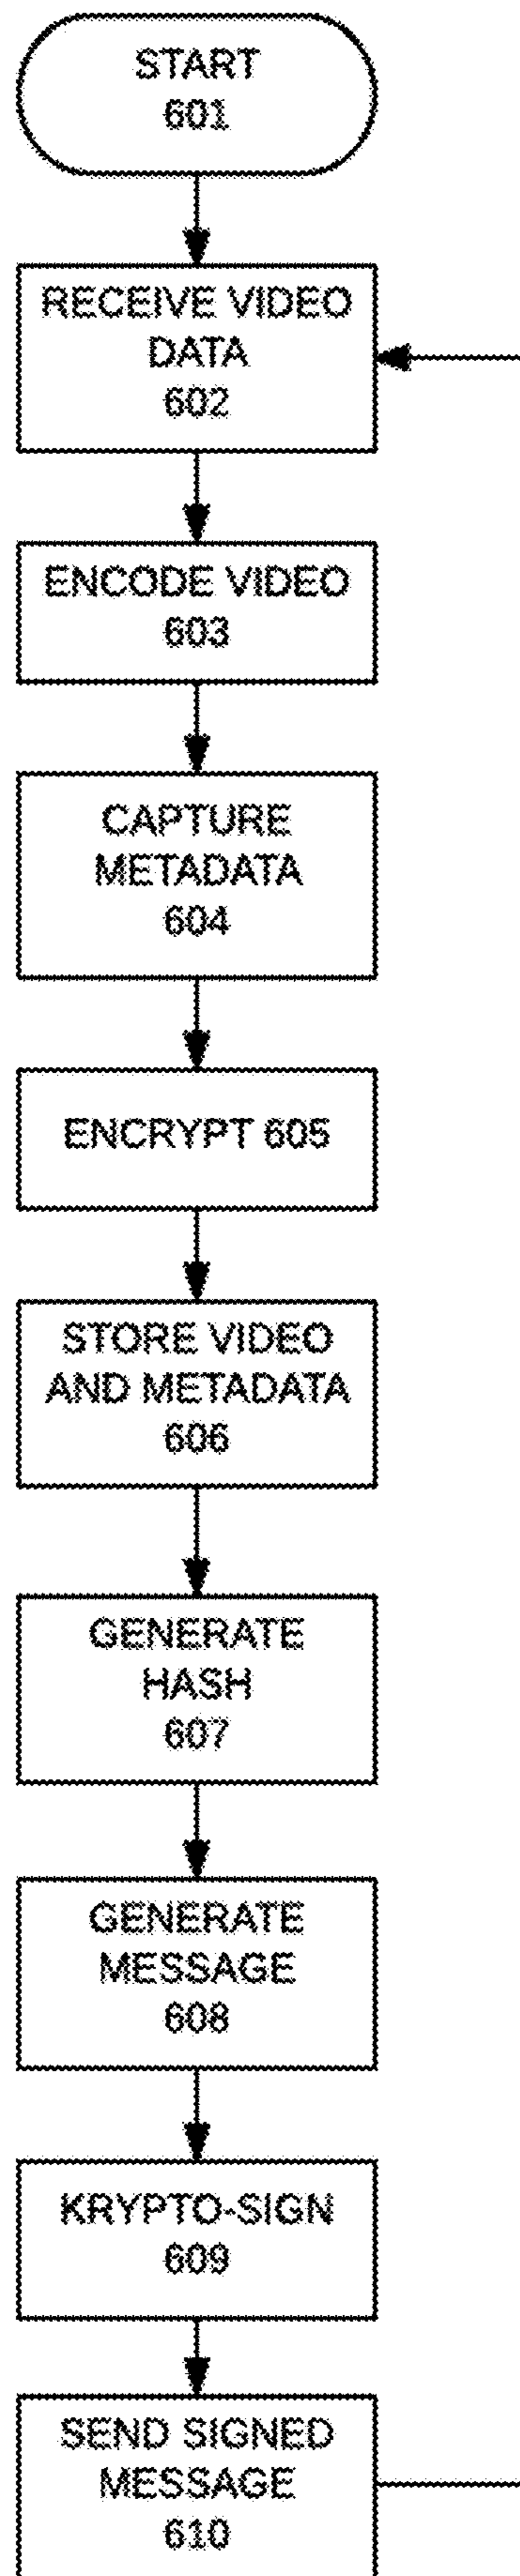 START
601
RECEIVE VIDEO
DATA
602
ENCODE VIDEO
603
CAPTURE
METADATA
604
ENCRYPT 605
STORE VIDEO
AND METADATA
606
GENERATE
HASH
607
GENERATE
MESSAGE
608
KRYPTO-SIGN
609
SEND SIGNED
MESSAGE
610